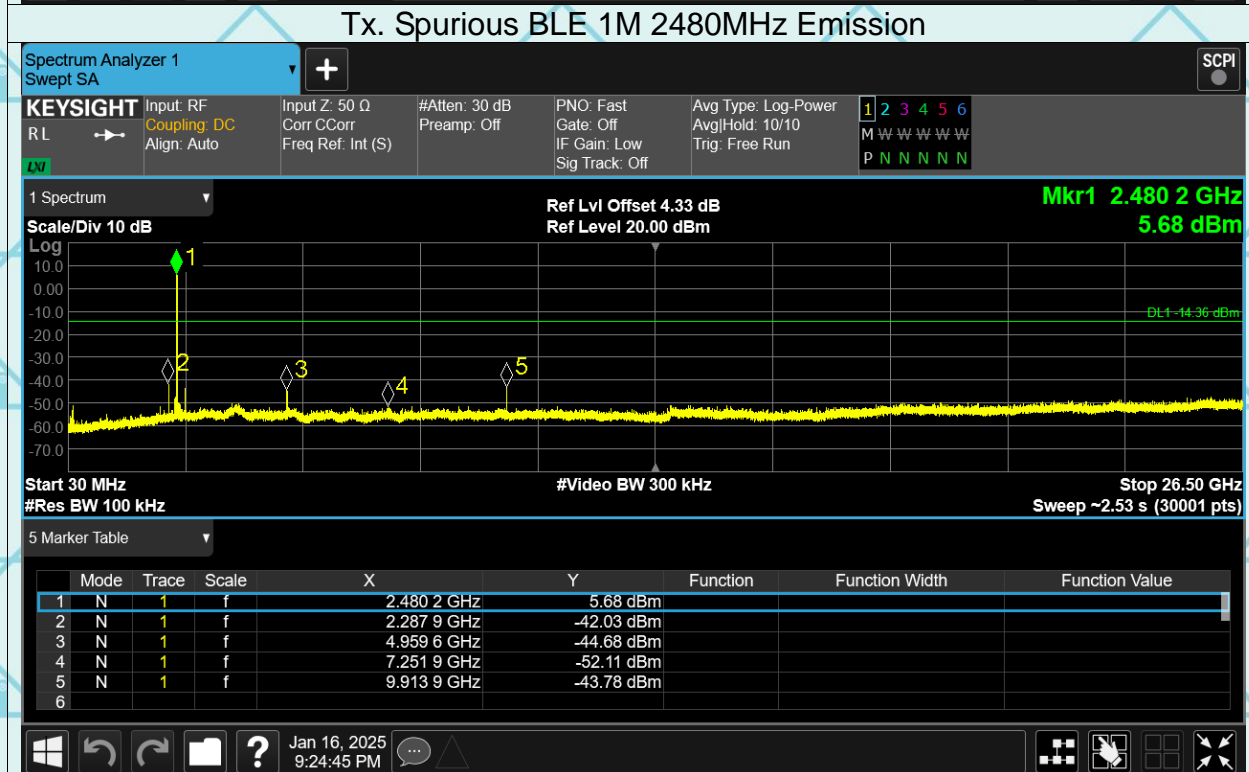 Tx. Spurious BLE 1M 2480MHz Emission
Spectrum Analyzer 1
Swept SA
▼
+
SCPI
KEYSIGHT Input: RF Input Z: 50 Ω #Atten: 30 dB PNO: Fast Avg Type: Log-Power 1 2 3 4 5 6
RL Coupling: DC Corr CCorr Preamp: Off Gate: Off Avg|Hold: 10/10 M W W W W W W
Align: Auto Freq Ref: Int (S) IF Gain: Low Trig: Free Run P N N N N N N
LXI Sig Track: Off
1 Spectrum ▼ Ref Lvl Offset 4.33 dB Mkr1 2.480 2 GHz
Scale/Div 10 dB Ref Level 20.00 dBm 5.68 dBm
Log
1
10.0
0.00
-10.0 DL1 -14.36 dBm
-20.0
-30.0
2 3 5
-40.0 4
-50.0
-60.0
-70.0
Start 30 MHz #Video BW 300 kHz Stop 26.50 GHz
#Res BW 100 kHz Sweep ~2.53 s (30001 pts)
5 Marker Table ▼
Mode Trace Scale X Y Function Function Width Function Value
1 N 1 f 2.480 2 GHz 5.68 dBm
2 N 1 f 2.287 9 GHz -42.03 dBm
3 N 1 f 4.959 6 GHz -44.68 dBm
4 N 1 f 7.251 9 GHz -52.11 dBm
5 N 1 f 9.913 9 GHz -43.78 dBm
6
? Jan 16, 2025
9:24:45 PM